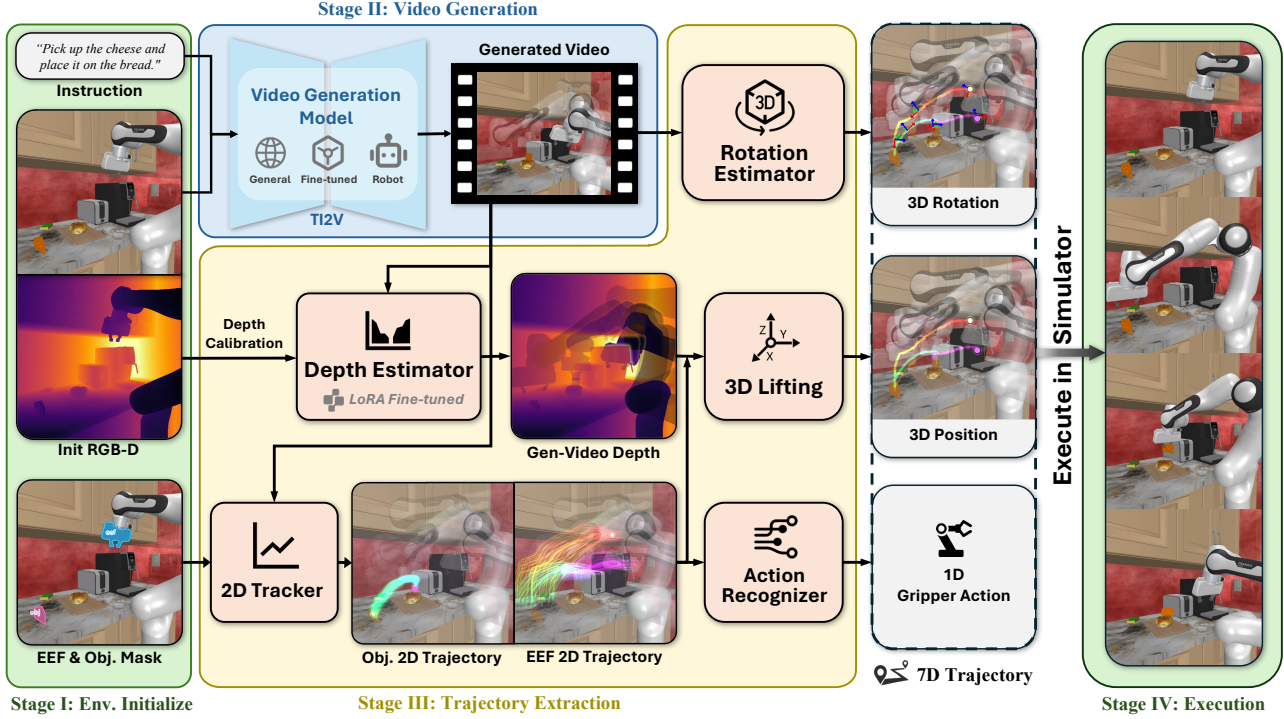 Stage II: Video Generation
“Pick up the cheese and
place it on the bread."
Instruction
Video Generation
Model
General
Fine-tuned
Robot
TI2V
Generated Video
3D
Rotation
Estimator
3D Rotation
Depth
Calibration
Depth Estimator
LoRA Fine-tuned
Init RGB-D
Gen-Video Depth
Z
Y
X
3D Lifting
3D Position
Execute in Simulator
eef
obj
EEF & Obj. Mask
2D Tracker
Obj. 2D Trajectory
EEF 2D Trajectory
Action
Recognizer
1D
Gripper Action
7D Trajectory
Stage I: Env. Initialize
Stage III: Trajectory Extraction
Stage IV: Execution